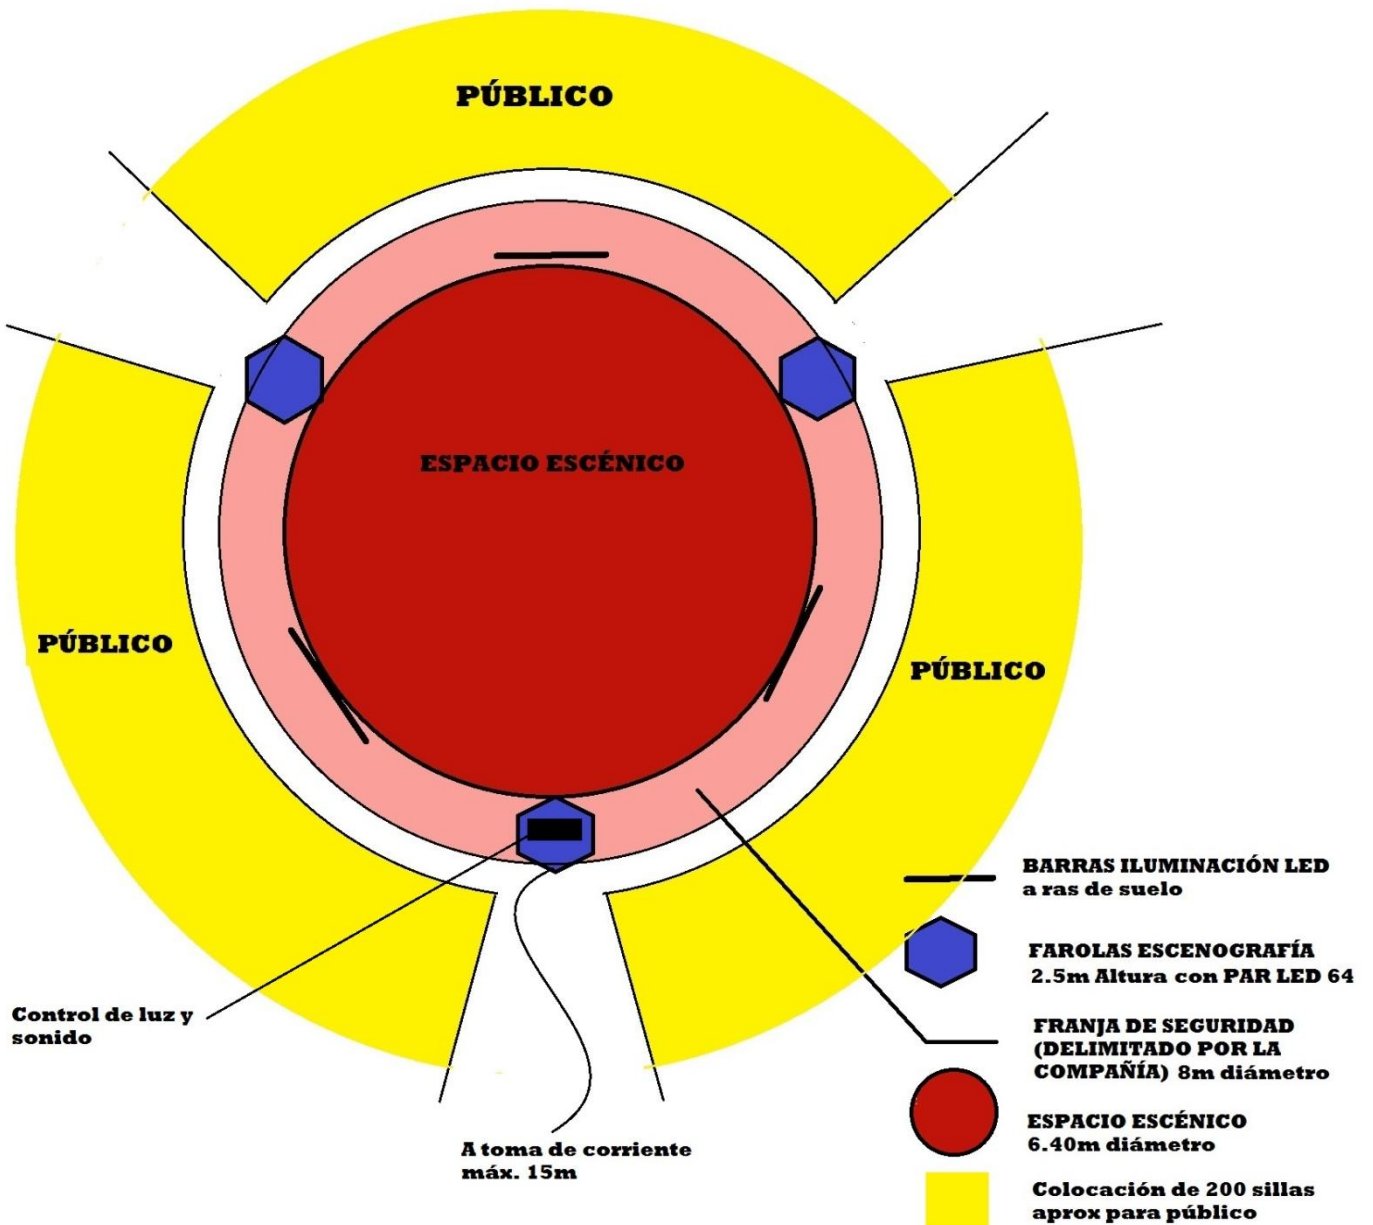 PÚBLICO
ESPACIO ESCÉNICO
PÚBLICO
PÚBLICO
Control de luz y
sonido
A toma de corriente
máx. 15m
BARRAS ILUMINACIÓN LED
a ras de suelo
FAROLAS ESCENOGRAFÍA
2.5m Altura con PAR LED 64
FRANJA DE SEGURIDAD
(DELIMITADO POR LA
COMPAÑÍA) 8m diámetro
ESPACIO ESCÉNICO
6.40m diámetro
Colocación de 200 sillas
aprox para público